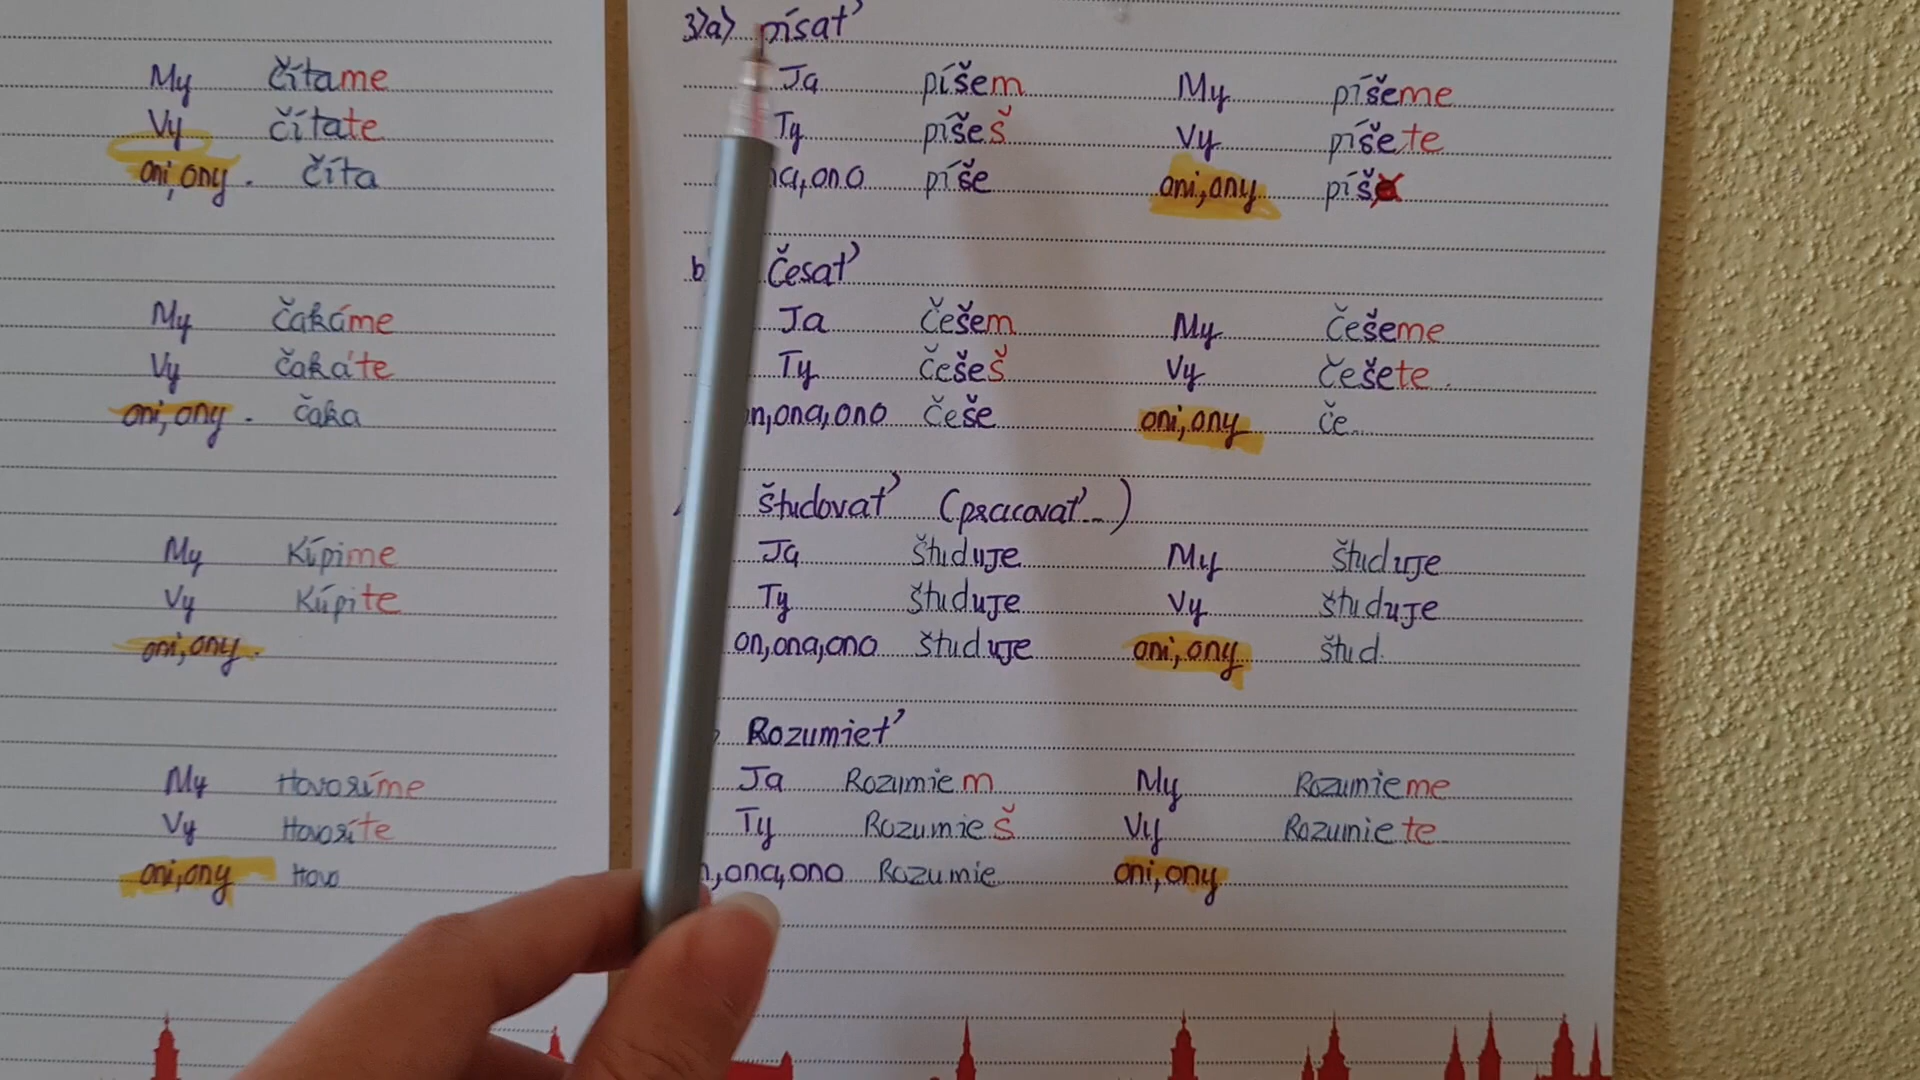 My čítame
Vy čítate
oni, ony. číta
My čakáme
Vy čakáte
oni, ony. čaka
My Kúpime
Vy Kúpite
oni, ony.
My Hovoríme
Vy Hovoríte
oni, ony Hovo
3)a) písať
Ja píšem My píšeme
Ty píšeš Vy píšete
na, ono píše oni, ony píš
b Česať
Ja Češem My Češeme
Ty Češeš Vy Češete.
n, ona, ono Češe oni, ony če..
študovať (pracovať...)
Ja študuje My študuje
Ty študuje Vy študuje
on, ona, ono študuje oni, ony štud.
Rozumieť
Ja Rozumiem My Rozumieme
Ty Rozumieš Vy Rozumiete
n, ona, ono Rozumie oni, ony